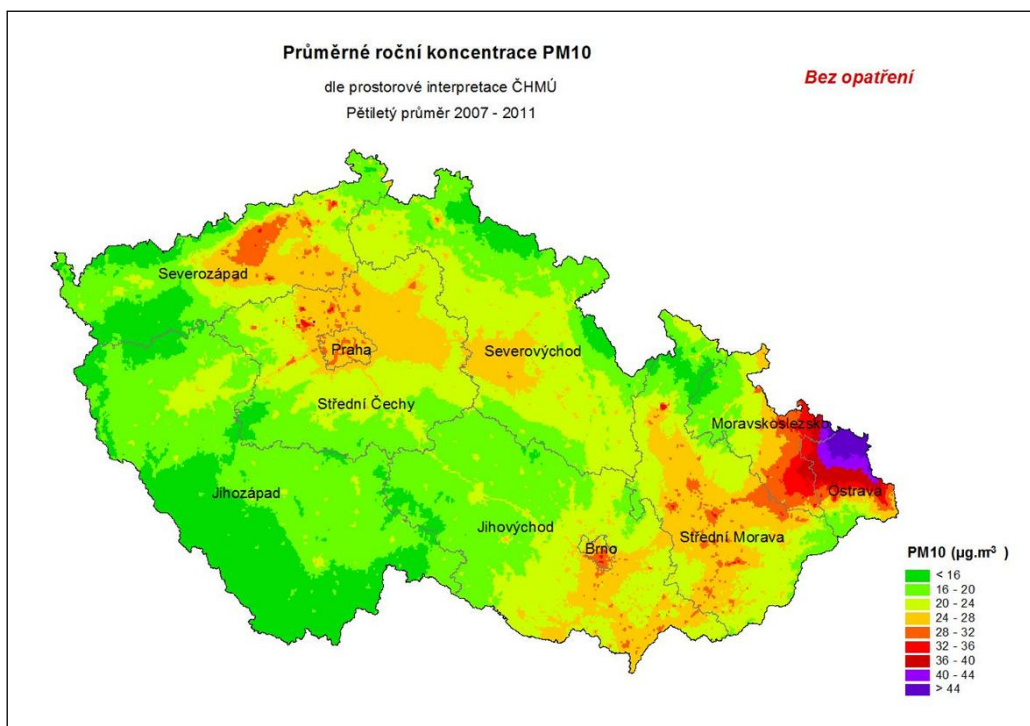 Průměrné roční koncentrace PM10
dle prostorové interpretace ČHMÚ
Pětiletý průměr 2007 - 2011
Bez opatření
Severozápad
Praha
Severovýchod
Střední Čechy
Moravskoslezsko
Jihozápad
Ostrava
Jihovýchod
Střední Morava
Brno
PM10 (µg.m³ )
< 16
16 - 20
20 - 24
24 - 28
28 - 32
32 - 36
36 - 40
40 - 44
> 44